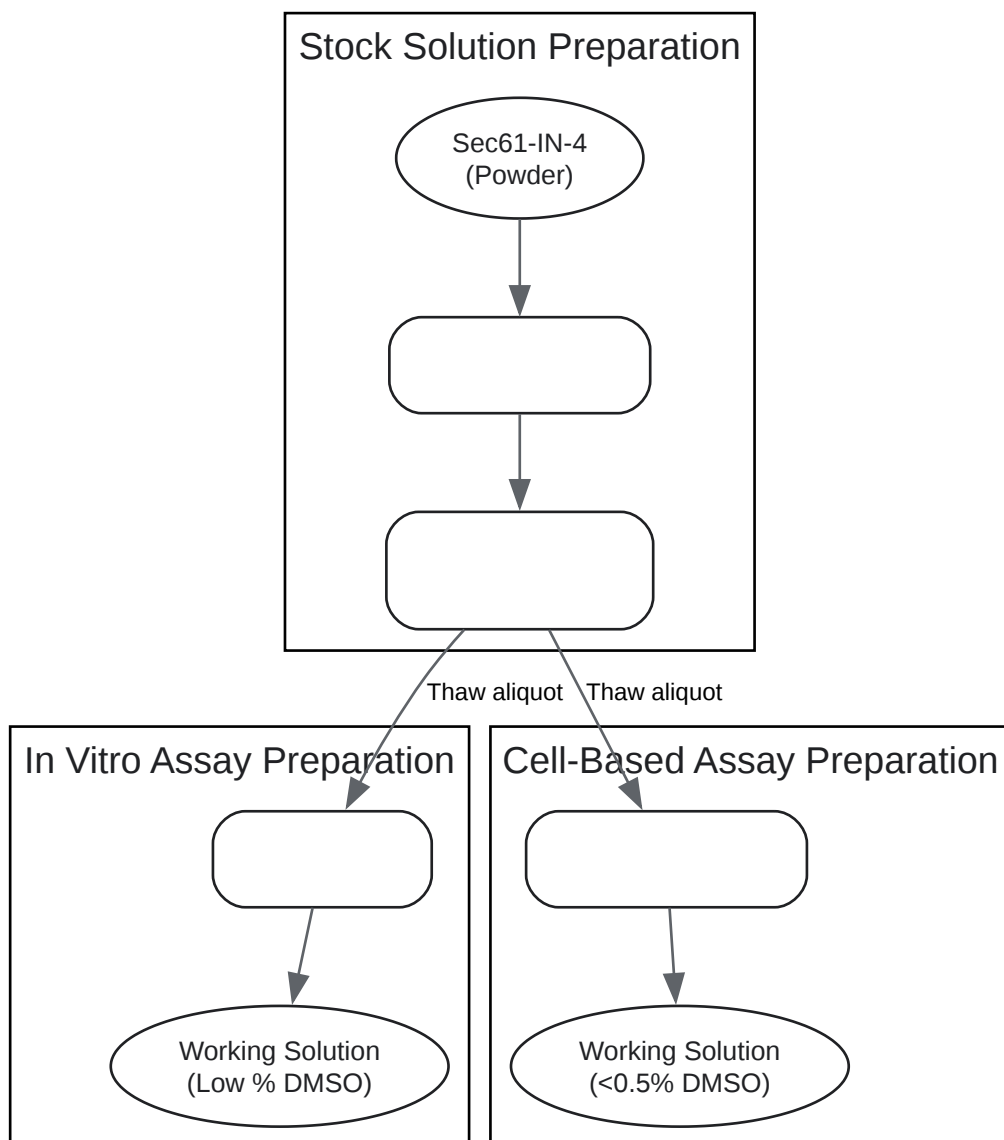 Stock Solution Preparation
Sec61-IN-4
(Powder)
Thaw aliquot
Thaw aliquot
In Vitro Assay Preparation
Cell-Based Assay Preparation
Working Solution
(Low % DMSO)
Working Solution
(<0.5% DMSO)